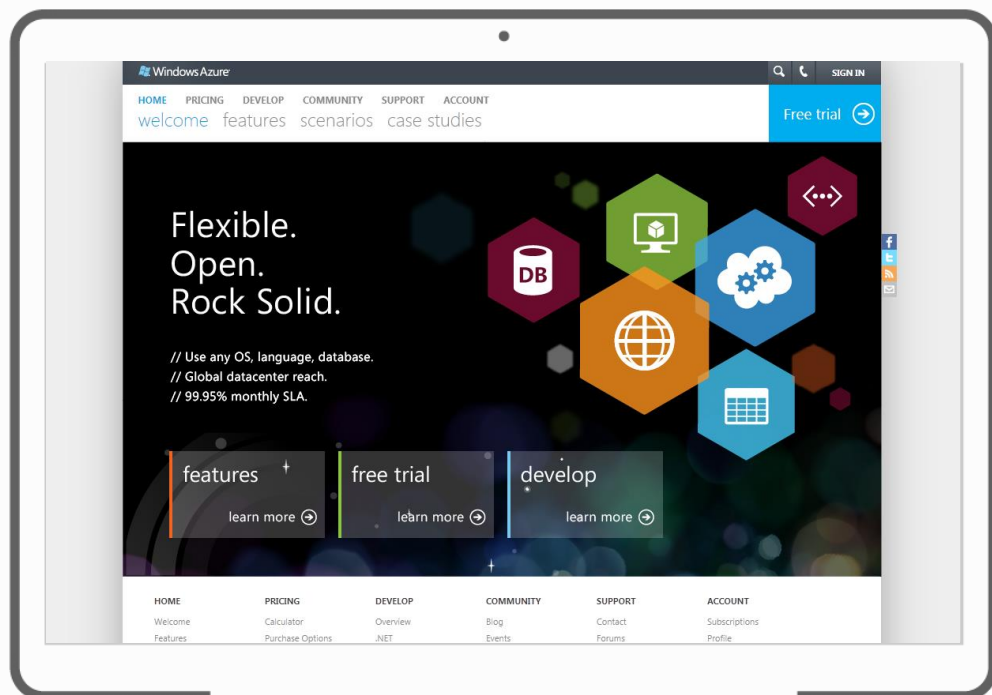 Windows Azure
SIGN IN
HOME PRICING DEVELOP COMMUNITY SUPPORT ACCOUNT
welcome features scenarios case studies
Free trial
Flexible.
Open.
Rock Solid.
// Use any OS, language, database.
// Global datacenter reach.
// 99.95% monthly SLA.
DB
features
learn more
free trial
learn more
develop
learn more
HOME PRICING DEVELOP COMMUNITY SUPPORT ACCOUNT
Welcome Calculator Overview Blog Contact Subscriptions
Features Purchase Options .NET Events Forums Profile